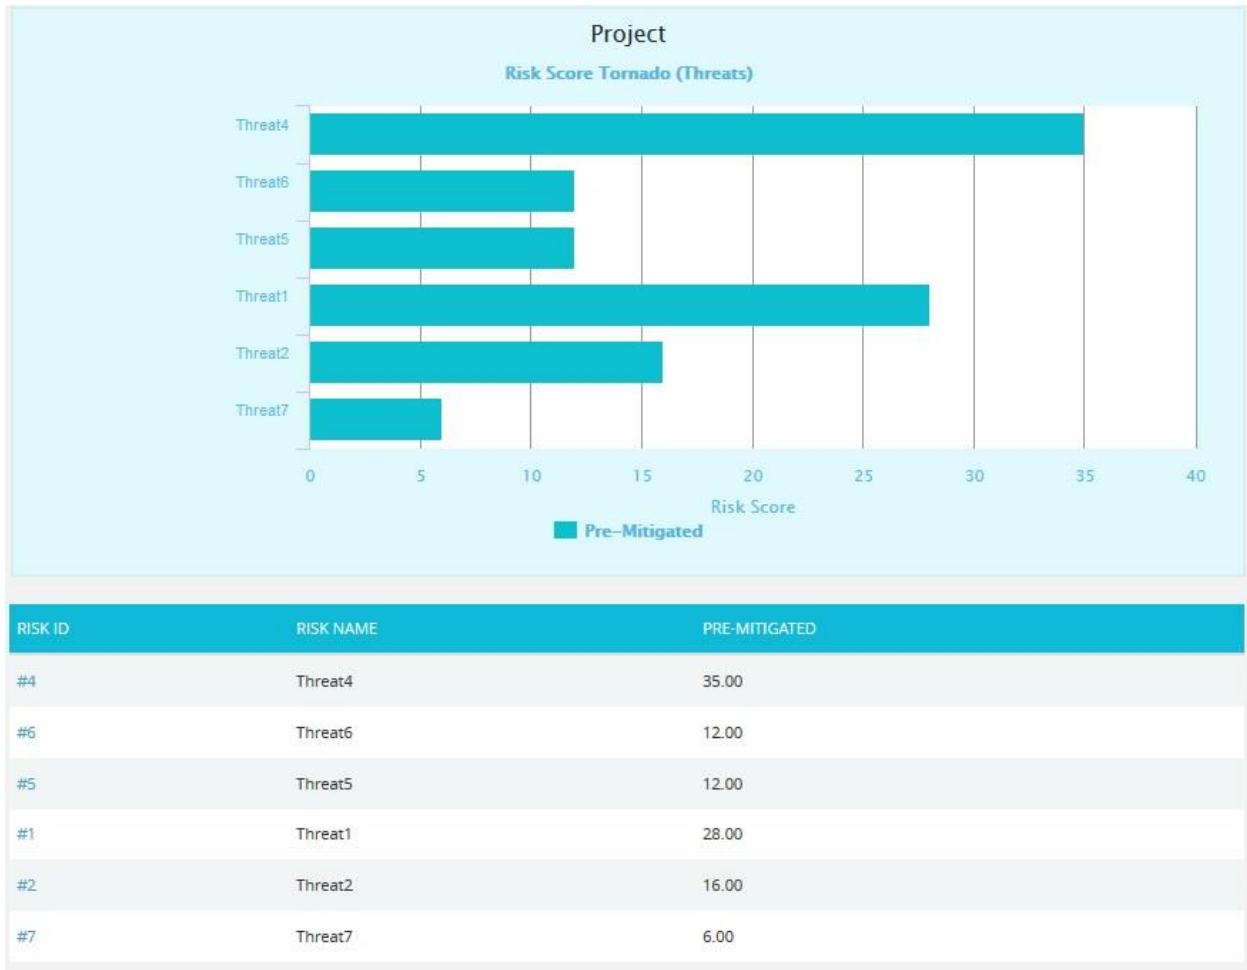 Project
Risk Score Tornado (Threats)
Threat4
Threat6
Threat5
Threat1
Threat2
Threat7
0 5 10 15 20 25 30 35 40
Risk Score
Pre-Mitigated
RISK ID RISK NAME PRE-MITIGATED
#4 Threat4 35.00
#6 Threat6 12.00
#5 Threat5 12.00
#1 Threat1 28.00
#2 Threat2 16.00
#7 Threat7 6.00